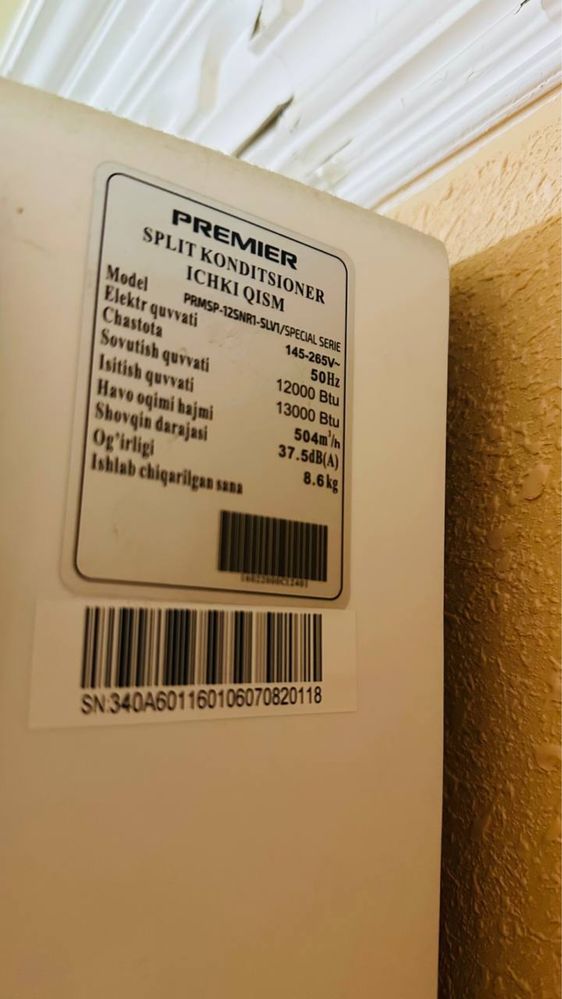 PREMIER
SPLIT KONDITSIONER
ICHKI QISM
Model PRMSP-12SNR1-SLV1/SPECIAL SERIE
Elektr quvvati 145-265V~
Chastota 50Hz
Sovutish quvvati 12000 Btu
Isitish quvvati 13000 Btu
Havo oqimi hajmi 504m³/h
Shovqin darajasi 37.5dB(A)
Og'irligi 8.6kg
Ishlab chiqarilgan sana
SN:340A601160106070820118